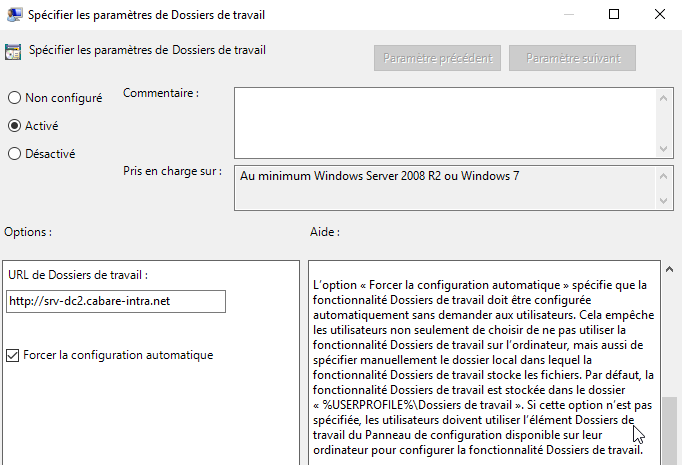 Spécifier les paramètres de Dossiers de travail
Spécifier les paramètres de Dossiers de travail
Paramètre précédent
Paramètre suivant
Non configuré
Commentaire :
Activé
Désactivé
Pris en charge sur :
Au minimum Windows Server 2008 R2 ou Windows 7
Options :
Aide :
URL de Dossiers de travail :
http://srv-dc2.cabare-intra.net
Forcer la configuration automatique
L'option « Forcer la configuration automatique » spécifie que la
fonctionnalité Dossiers de travail doit être configurée
automatiquement sans demander aux utilisateurs. Cela empêche
les utilisateurs non seulement de choisir de ne pas utiliser la
fonctionnalité Dossiers de travail sur l'ordinateur, mais aussi de
spécifier manuellement le dossier local dans lequel la
fonctionnalité Dossiers de travail stocke les fichiers. Par défaut, la
fonctionnalité Dossiers de travail est stockée dans le dossier
« %USERPROFILE%\Dossiers de travail ». Si cette option n'est pas
spécifiée, les utilisateurs doivent utiliser l'élément Dossiers de
travail du Panneau de configuration disponible sur leur
ordinateur pour configurer la fonctionnalité Dossiers de travail.